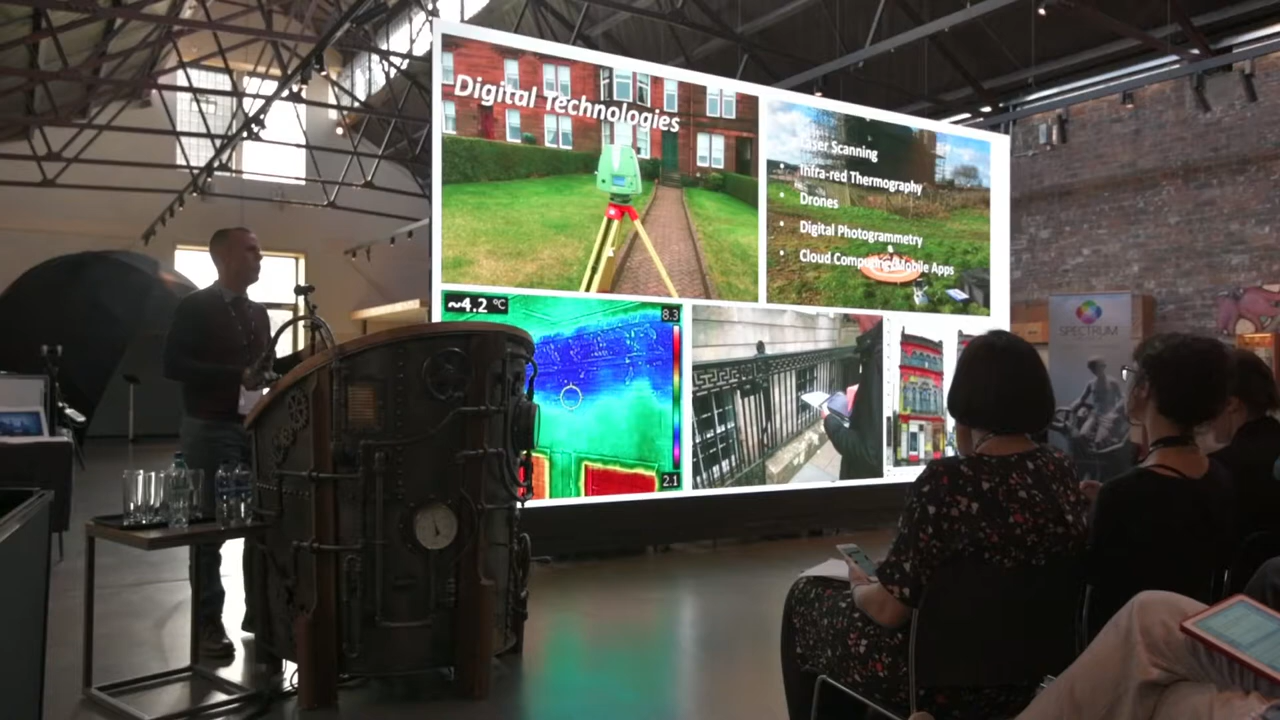 Digital Technologies
Laser Scanning
Infra-red Thermography
Drones
Digital Photogrammetry
Cloud Computing/Mobile Apps
~4.2 °C
8.3
2.1
SPECTRUM